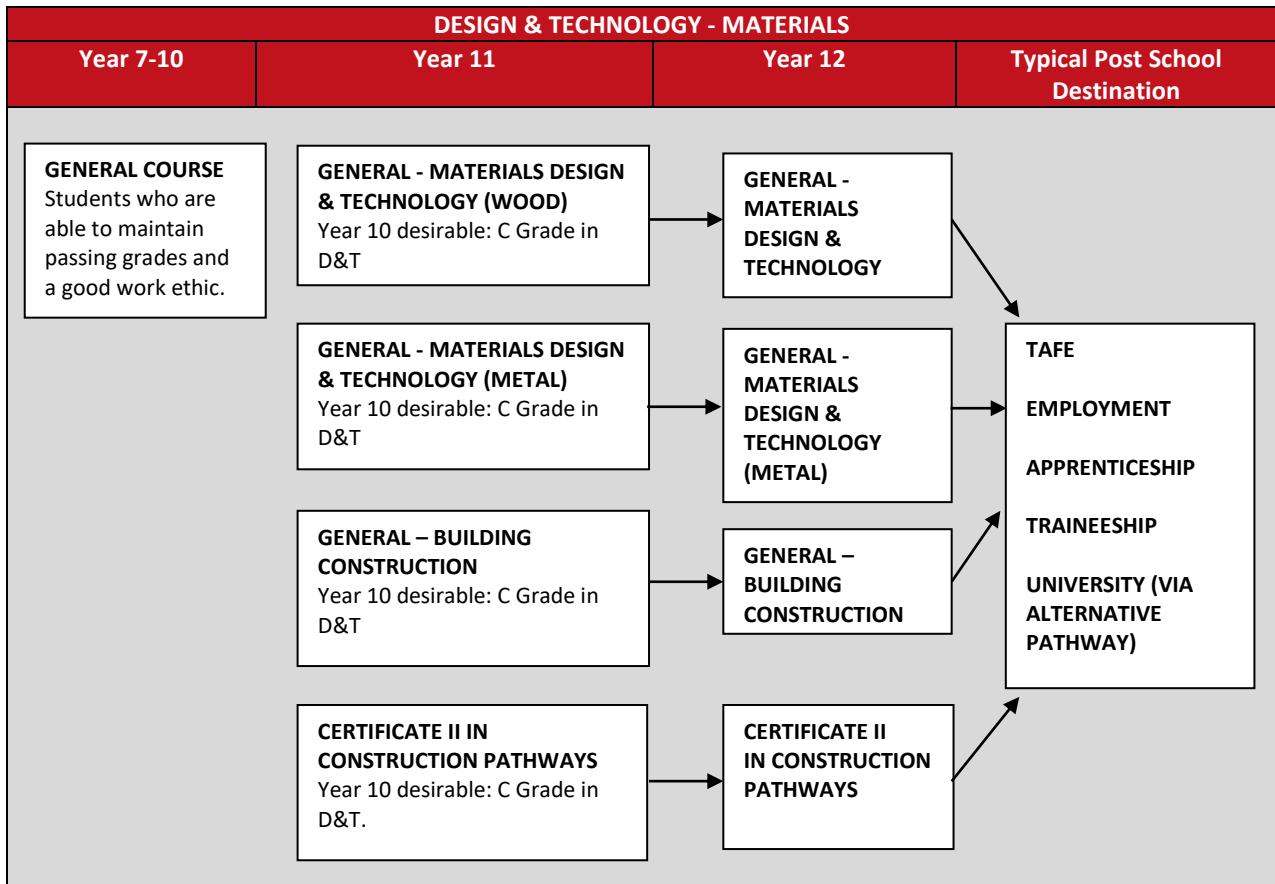 DESIGN & TECHNOLOGY - MATERIALS
Year 7-10
Year 11
Year 12
Typical Post School
Destination
GENERAL COURSE
Students who are
able to maintain
passing grades and
a good work ethic.
GENERAL - MATERIALS DESIGN
& TECHNOLOGY (WOOD)
Year 10 desirable: C Grade in
D&T
GENERAL -
MATERIALS
DESIGN &
TECHNOLOGY
GENERAL - MATERIALS DESIGN
& TECHNOLOGY (METAL)
Year 10 desirable: C Grade in
D&T
GENERAL -
MATERIALS
DESIGN &
TECHNOLOGY
(METAL)
GENERAL – BUILDING
CONSTRUCTION
Year 10 desirable: C Grade in
D&T
GENERAL –
BUILDING
CONSTRUCTION
CERTIFICATE II IN
CONSTRUCTION PATHWAYS
Year 10 desirable: C Grade in
D&T.
CERTIFICATE II
IN CONSTRUCTION
PATHWAYS
TAFE
EMPLOYMENT
APPRENTICESHIP
TRAINEESHIP
UNIVERSITY (VIA
ALTERNATIVE
PATHWAY)